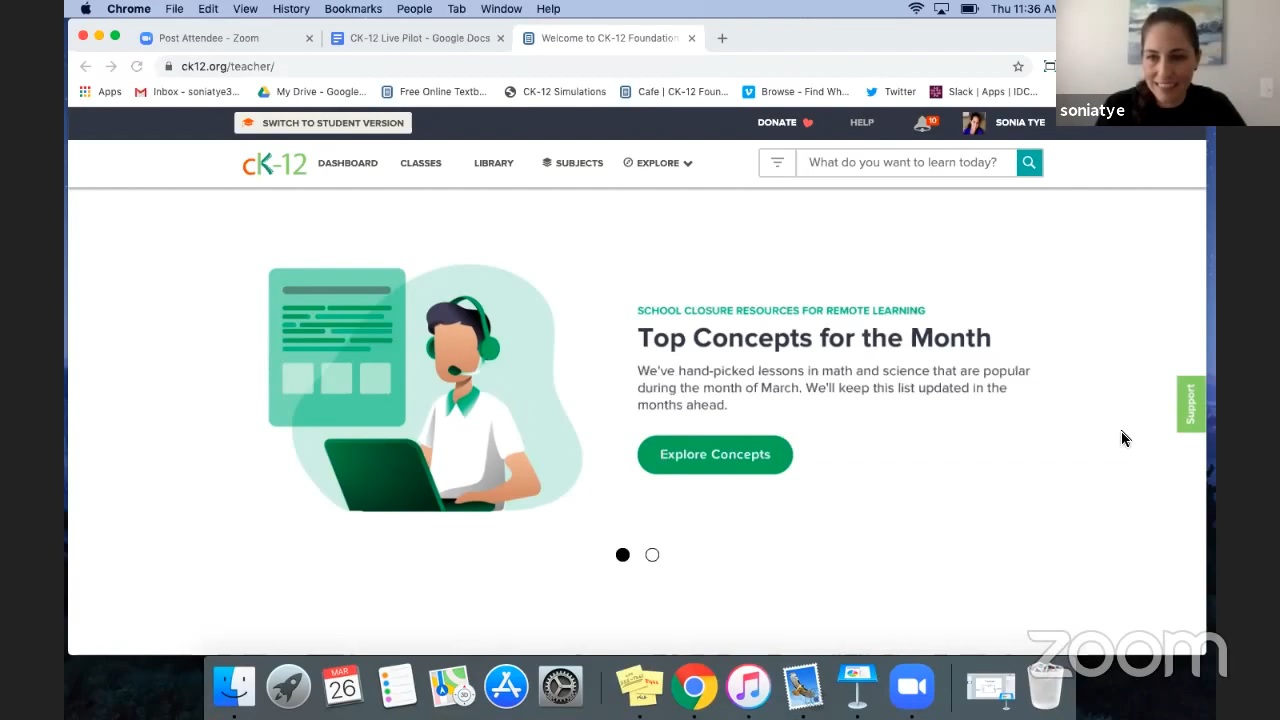 Chrome File Edit View History Bookmarks People Tab Window Help Thu 11:36 AM
Post Attendee - Zoom
CK-12 Live Pilot - Google Docs
Welcome to CK-12 Foundation
ck12.org/teacher/
Apps
Inbox - soniatye3...
My Drive - Google...
Free Online Textb...
CK-12 Simulations
Cafe | CK-12 Foun...
Browse - Find Wh...
Twitter
Slack | Apps | IDC...
soniatye
SWITCH TO STUDENT VERSION
DONATE
HELP
10
SONIA TYE
cK-12
DASHBOARD
CLASSES
LIBRARY
SUBJECTS
EXPLORE
What do you want to learn today?
SCHOOL CLOSURE RESOURCES FOR REMOTE LEARNING
Top Concepts for the Month
We've hand-picked lessons in math and science that are popular
during the month of March. We'll keep this list updated in the
months ahead.
Explore Concepts
Support
MAR
26
zoom